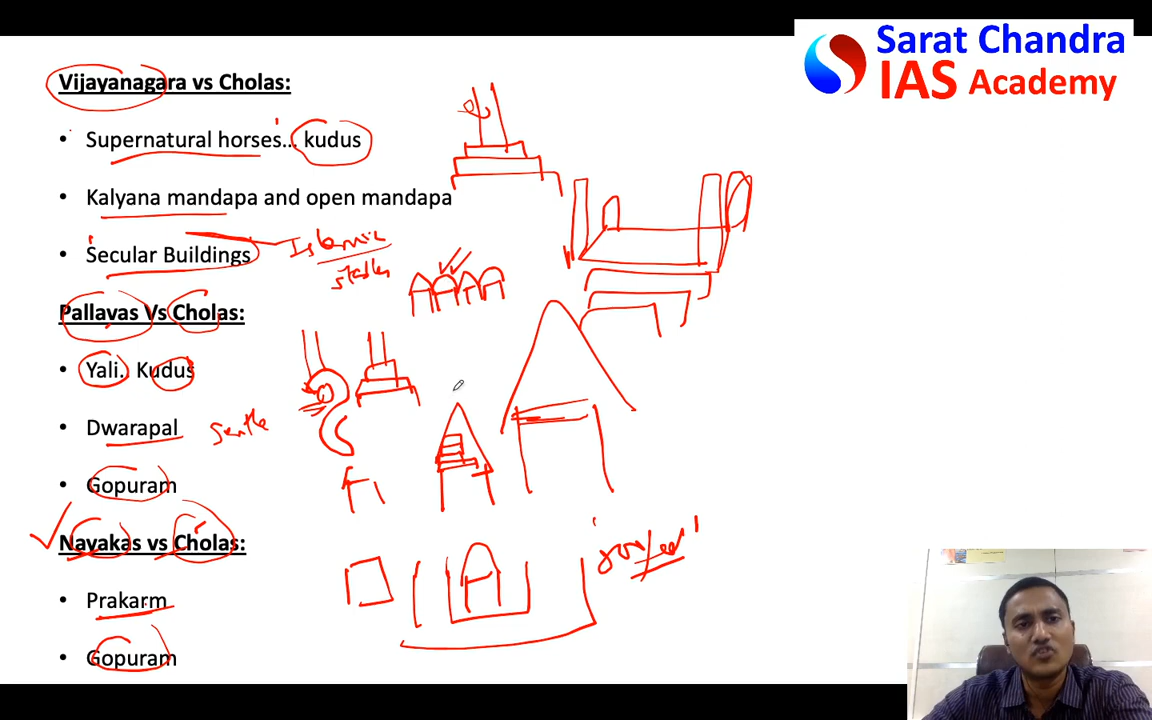 Sarat Chandra
IAS Academy
Vijayanagara vs Cholas:
• Supernatural horses... kudus
• Kalyana mandapa and open mandapa
• Secular Buildings
Islamic
Pallavas Vs Cholas:
• Yali. Kudus
• Dwarapal
• Gopuram
Nayakas vs Cholas:
'roofed'
• Prakarm
• Gopuram